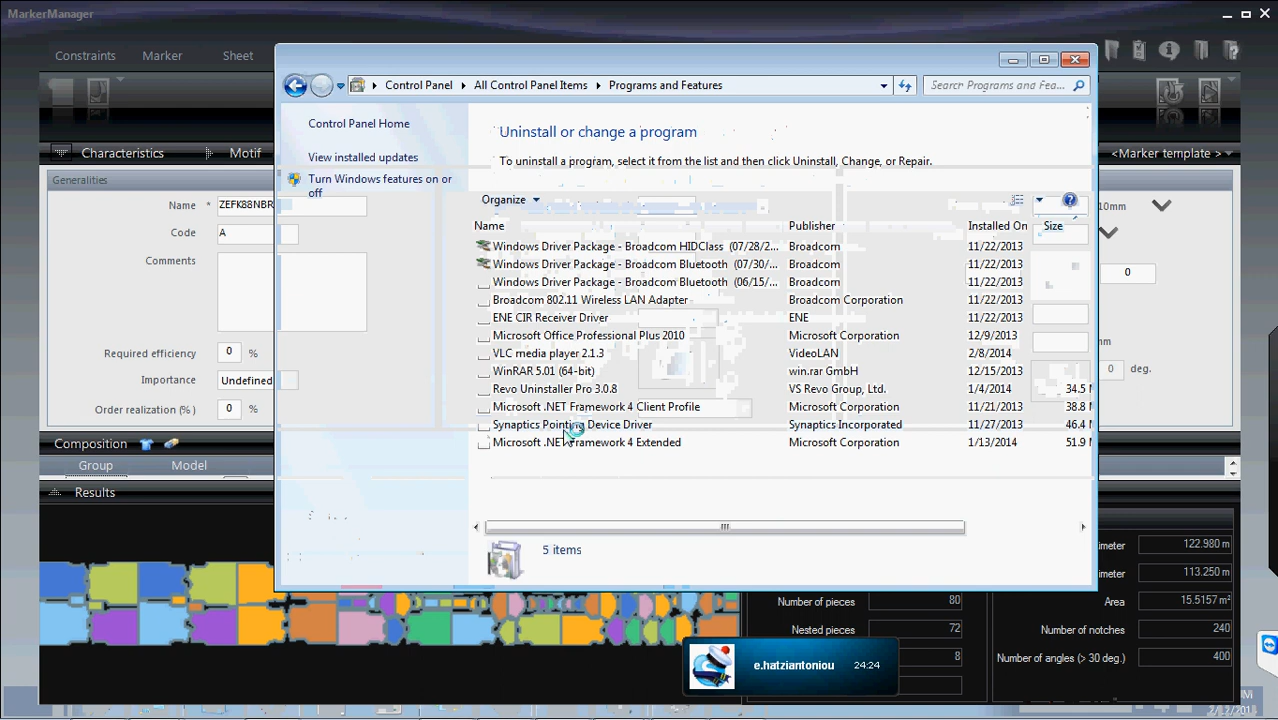 MarkerManager
Constraints Marker Sheet
Control Panel All Control Panel Items Programs and Features Search Programs and Fea...
Control Panel Home
View installed updates
Turn Windows features on or off
Uninstall or change a program
To uninstall a program, select it from the list and then click Uninstall, Change, or Repair.
Characteristics Motif <Marker template >
Generalities
Name * ZEFK88NBR
Code A
Comments
Required efficiency 0 %
Importance Undefined
Order realization (% ) 0 %
10mm
0
0 deg.
Organize
Name Publisher Installed On Size
Windows Driver Package - Broadcom HIDClass (07/28/2... Broadcom 11/22/2013
Windows Driver Package - Broadcom Bluetooth (07/30/... Broadcom 11/22/2013
Windows Driver Package - Broadcom Bluetooth (06/15/... Broadcom 11/22/2013
Broadcom 802.11 Wireless LAN Adapter Broadcom Corporation 11/22/2013
ENE CIR Receiver Driver ENE 11/22/2013
Microsoft Office Professional Plus 2010 Microsoft Corporation 12/9/2013
VLC media player 2.1.3 VideoLAN 2/8/2014
WinRAR 5.01 (64-bit) win.rar GmbH 12/15/2013
Revo Uninstaller Pro 3.0.8 VS Revo Group, Ltd. 1/4/2014 34.5 M
Microsoft .NET Framework 4 Client Profile Microsoft Corporation 11/21/2013 38.8 M
Synaptics Pointing Device Driver Synaptics Incorporated 11/27/2013 46.4 M
Microsoft .NET Framework 4 Extended Microsoft Corporation 1/13/2014 51.9 M
5 items
Composition
Group Model
Results
122.980 m
113.250 m
Number of pieces 80 Area 15.5157 m²
Nested pieces 72 Number of notches 240
8 Number of angles (> 30 deg.) 400
e.hatziantoniou 24:24